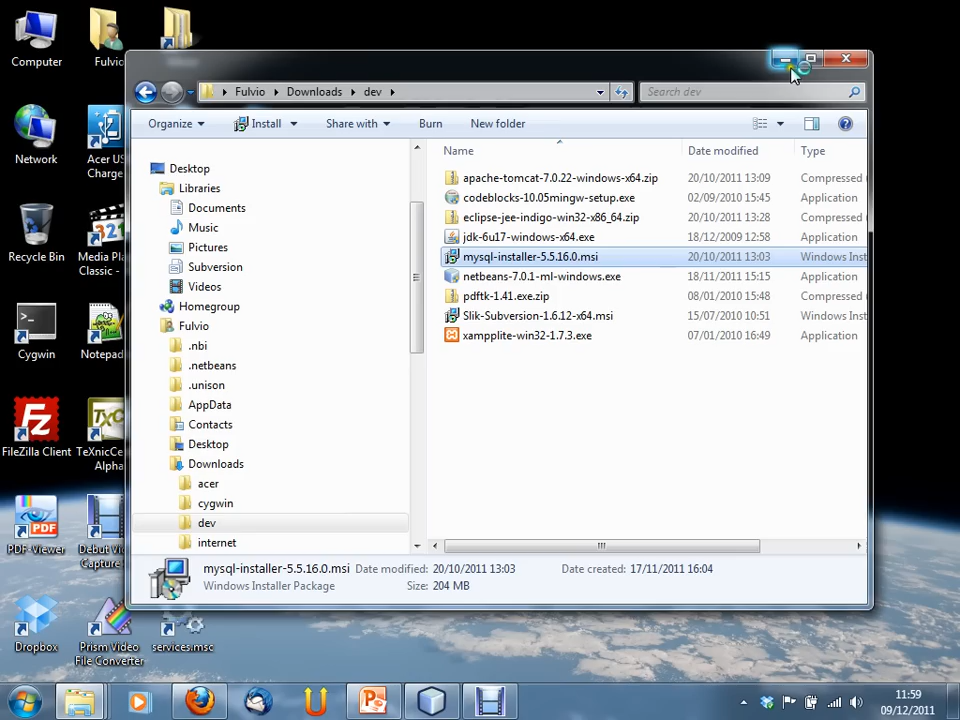 Computer
Fulvio
Network
Acer US
Charge
Recycle Bin
Media Pl
Classic -
Cygwin
Notepad
FileZilla Client
TeXnicCe
Alpha
PDF-Viewer
Debut Vi
Capture
Dropbox
Prism Video
File Converter
services.msc
Fulvio
Downloads
dev
Search dev
Organize
Install
Share with
Burn
New folder
Desktop
Libraries
Documents
Music
Pictures
Subversion
Videos
Homegroup
Fulvio
.nbi
.netbeans
.unison
AppData
Contacts
Desktop
Downloads
acer
cygwin
dev
internet
Name Date modified Type
apache-tomcat-7.0.22-windows-x64.zip 20/10/2011 13:09 Compressed
codeblocks-10.05mingw-setup.exe 02/09/2010 15:45 Application
eclipse-jee-indigo-win32-x86_64.zip 20/10/2011 13:28 Compressed
jdk-6u17-windows-x64.exe 18/12/2009 12:58 Application
mysql-installer-5.5.16.0.msi 20/10/2011 13:03 Windows Inst
netbeans-7.0.1-ml-windows.exe 18/11/2011 15:15 Application
pdftk-1.41.exe.zip 08/01/2010 15:48 Compressed
Slik-Subversion-1.6.12-x64.msi 15/07/2010 10:51 Windows Inst
xampplite-win32-1.7.3.exe 07/01/2010 16:49 Application
mysql-installer-5.5.16.0.msi Date modified: 20/10/2011 13:03 Date created: 17/11/2011 16:04
Windows Installer Package Size: 204 MB
11:59
09/12/2011